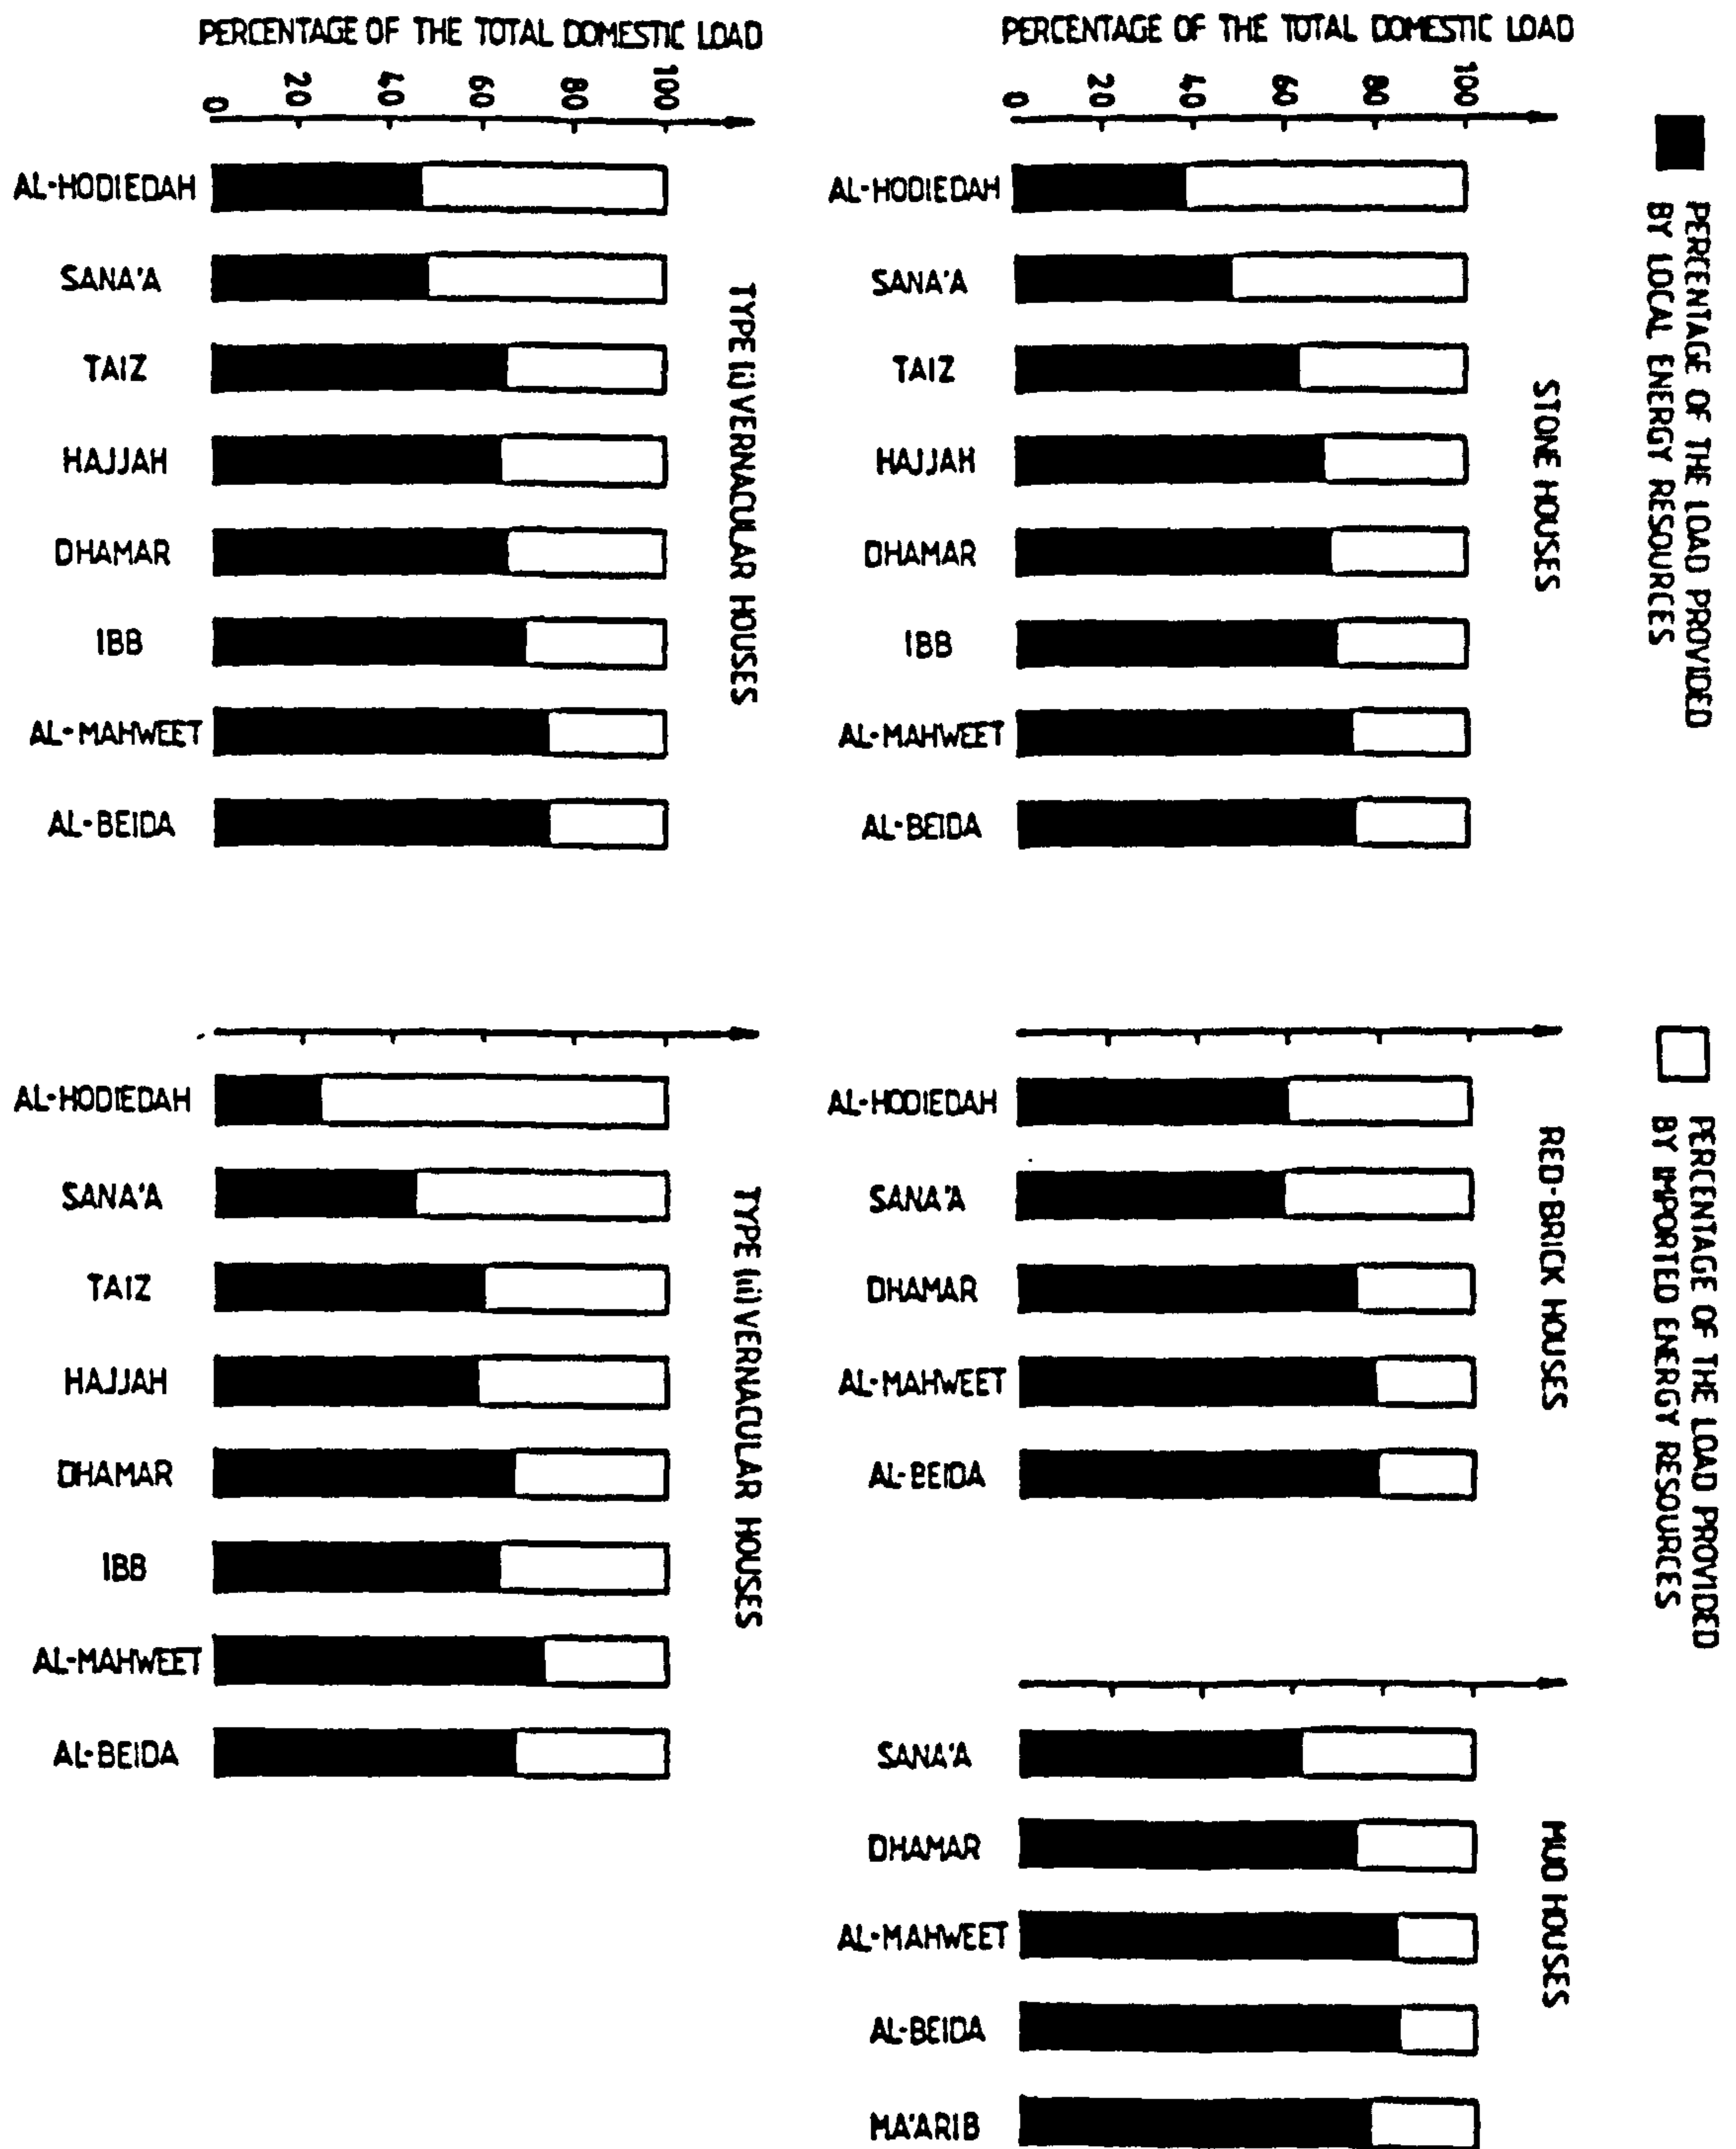 PERCENTAGE OF THE TOTAL DOMESTIC LOAD
0 20 40 60 80 100
AL-HODIEDAH
SANA'A
TAIZ
HAJJAH
DHAMAR
IBB
AL-MAHWEET
AL-BEIDA
TYPE (ii) VERNACULAR HOUSES
AL-HODIEDAH
SANA'A
TAIZ
HAJJAH
DHAMAR
IBB
AL-MAHWEET
AL-BEIDA
TYPE (iii) VERNACULAR HOUSES
PERCENTAGE OF THE TOTAL DOMESTIC LOAD
0 20 40 60 80 100
AL-HODIEDAH
SANA'A
TAIZ
HAJJAH
DHAMAR
IBB
AL-MAHWEET
AL-BEIDA
STONE HOUSES
AL-HODIEDAH
SANA'A
DHAMAR
AL-MAHWEET
AL-BEIDA
RED-BRICK HOUSES
SANA'A
DHAMAR
AL-MAHWEET
AL-BEIDA
MA'ARIB
MUD HOUSES
PERCENTAGE OF THE LOAD PROVIDED
BY LOCAL ENERGY RESOURCES
PERCENTAGE OF THE LOAD PROVIDED
BY IMPORTED ENERGY RESOURCES